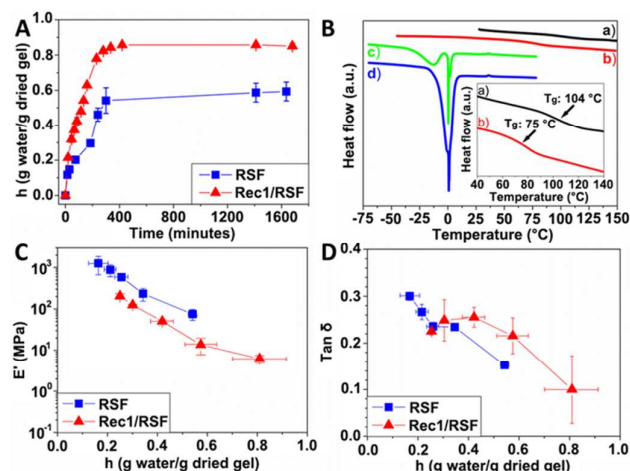 A
h (g water/g dried gel)
1.0
0.8
0.6
0.4
0.2
0.0
RSF
Rec1/RSF
0 400 800 1200 1600
Time (minutes)
B
Heat flow (a.u.)
a)
b)
c)
d)
a)
Tg: 104 °C
b)
Tg: 75 °C
40 60 80 100 120 140
Temperature (°C)
-75 -50 -25 0 25 50 75 100 125 150
Temperature (°C)
C
E' (MPa)
10³
10²
10¹
10⁰
10⁻¹
RSF
Rec1/RSF
0.0 0.2 0.4 0.6 0.8 1.0
h (g water/g dried gel)
D
Tan δ
0.4
0.3
0.2
0.1
0.0
RSF
Rec1/RSF
0.0 0.2 0.4 0.6 0.8 1.0
h (g water/g dried gel)